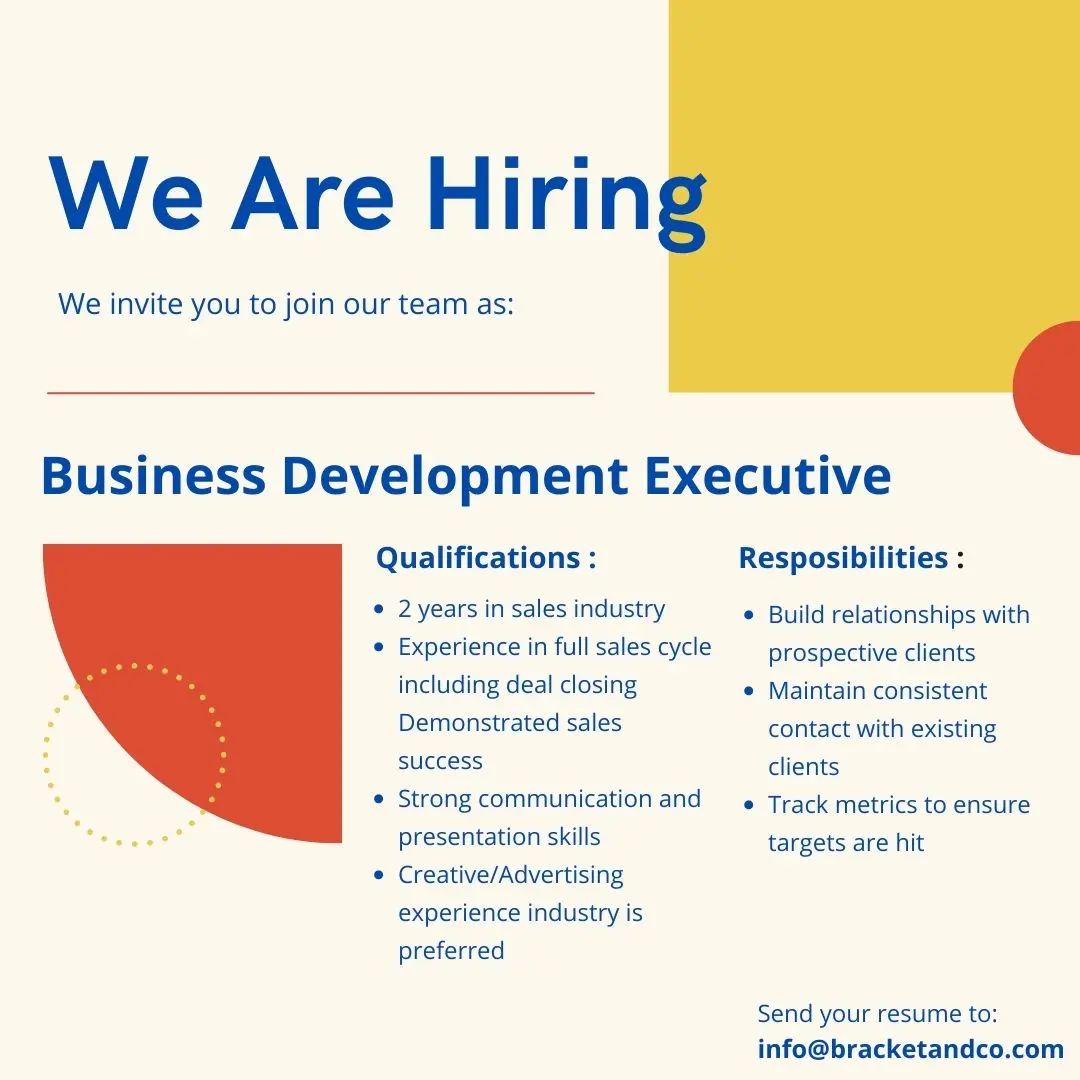 We Are Hiring
We invite you to join our team as:
Business Development Executive
Qualifications :
• 2 years in sales industry
• Experience in full sales cycle
including deal closing
Demonstrated sales
success
• Strong communication and
presentation skills
• Creative/Advertising
experience industry is
preferred
Resposibilities :
• Build relationships with
prospective clients
• Maintain consistent
contact with existing
clients
• Track metrics to ensure
targets are hit
Send your resume to:
info@bracketandco.com